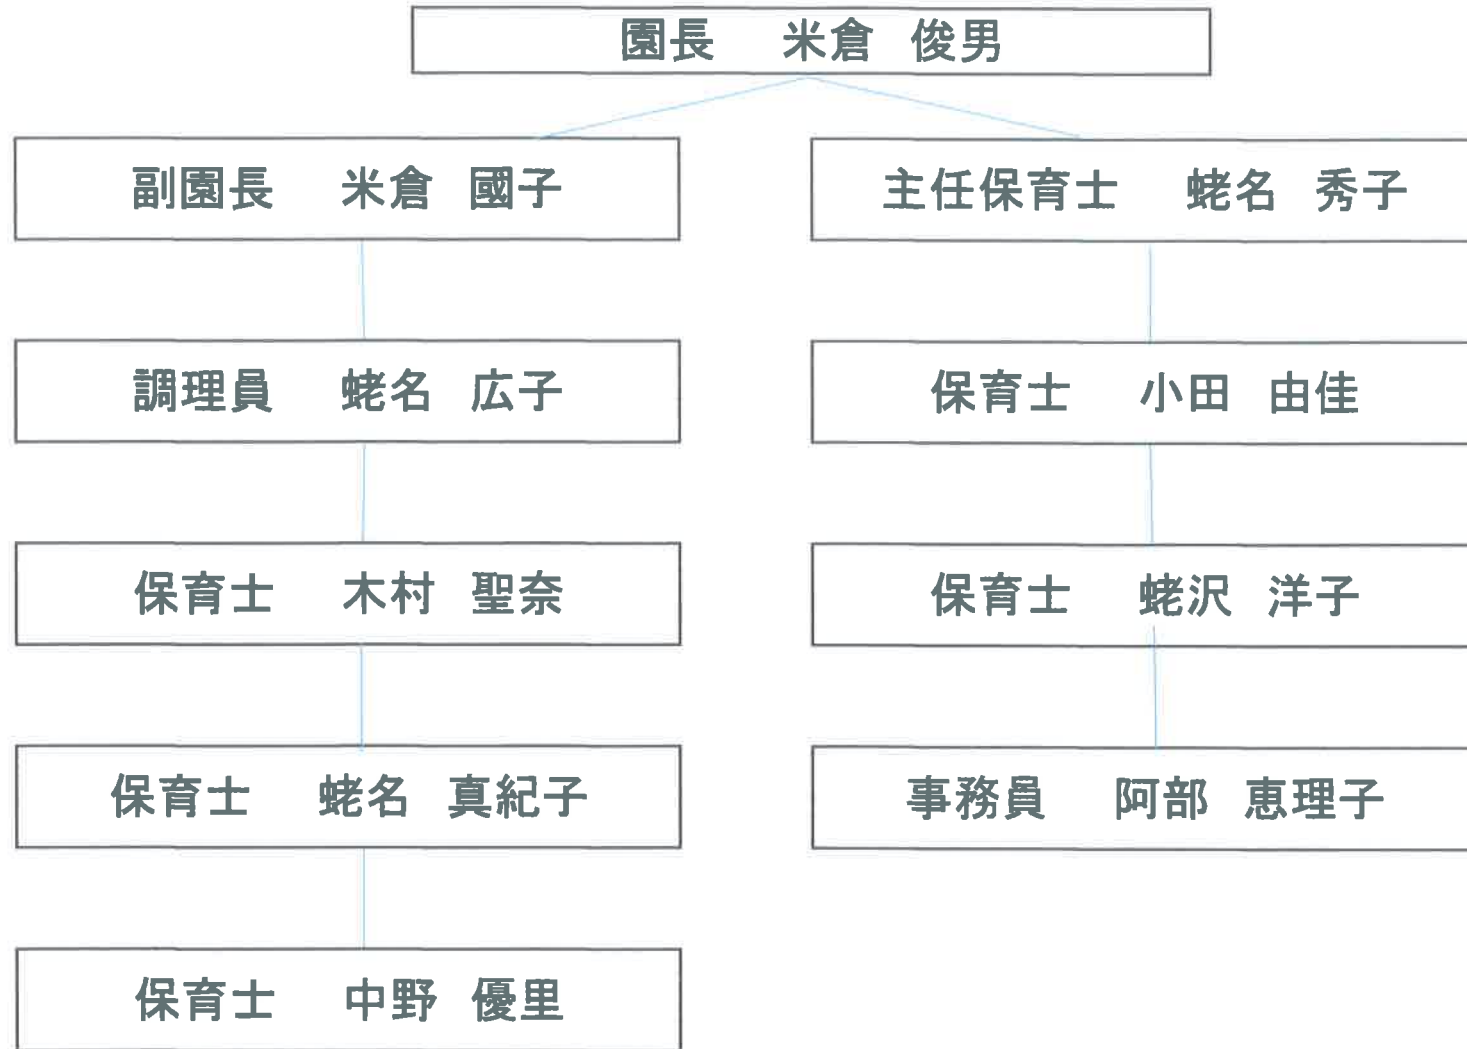 園長 米倉 俊男
副園長 米倉 國子
主任保育士 蛯名 秀子
調理員 蛯名 広子
保育士 小田 由佳
保育士 木村 聖奈
保育士 蛯沢 洋子
保育士 蛯名 真紀子
事務員 阿部 恵理子
保育士 中野 優里